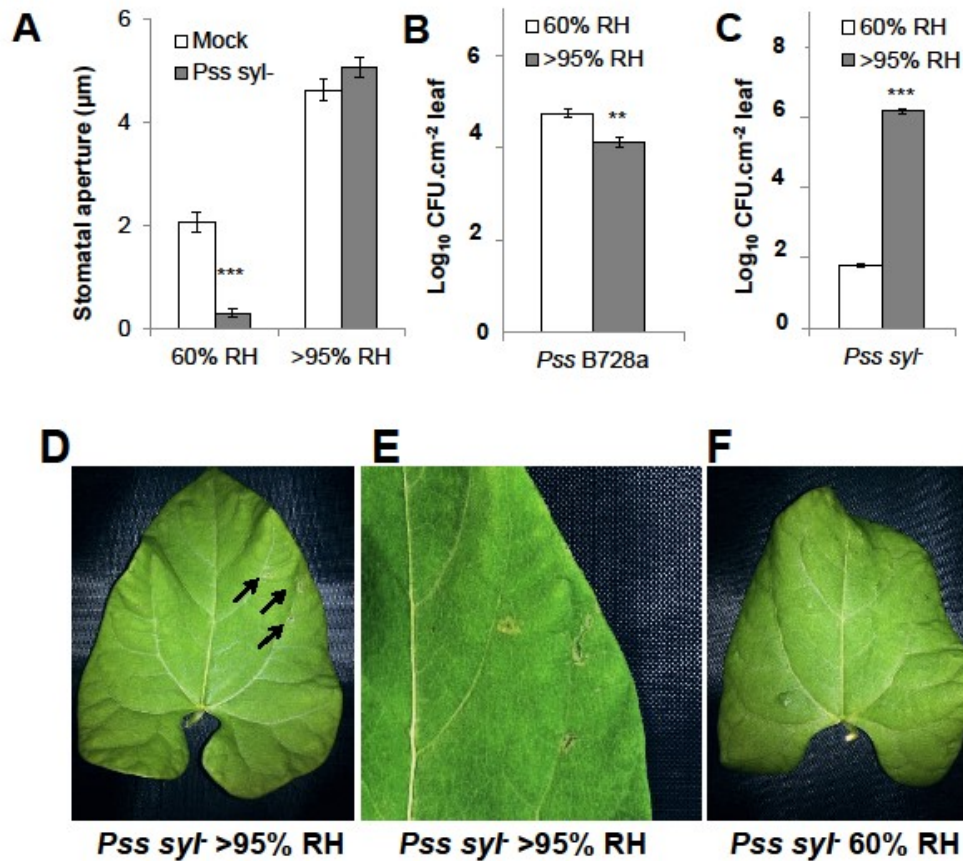 A
Stomatal aperture (µm)
6
4
2
0
Mock
Pss syl-
***
60% RH
>95% RH
B
Log10 CFU.cm-2 leaf
6
4
2
0
60% RH
>95% RH
**
Pss B728a
C
Log10 CFU.cm-2 leaf
8
6
4
2
0
60% RH
>95% RH
***
Pss syl-
D
E
F
Pss syl- >95% RH
Pss syl- >95% RH
Pss syl- 60% RH